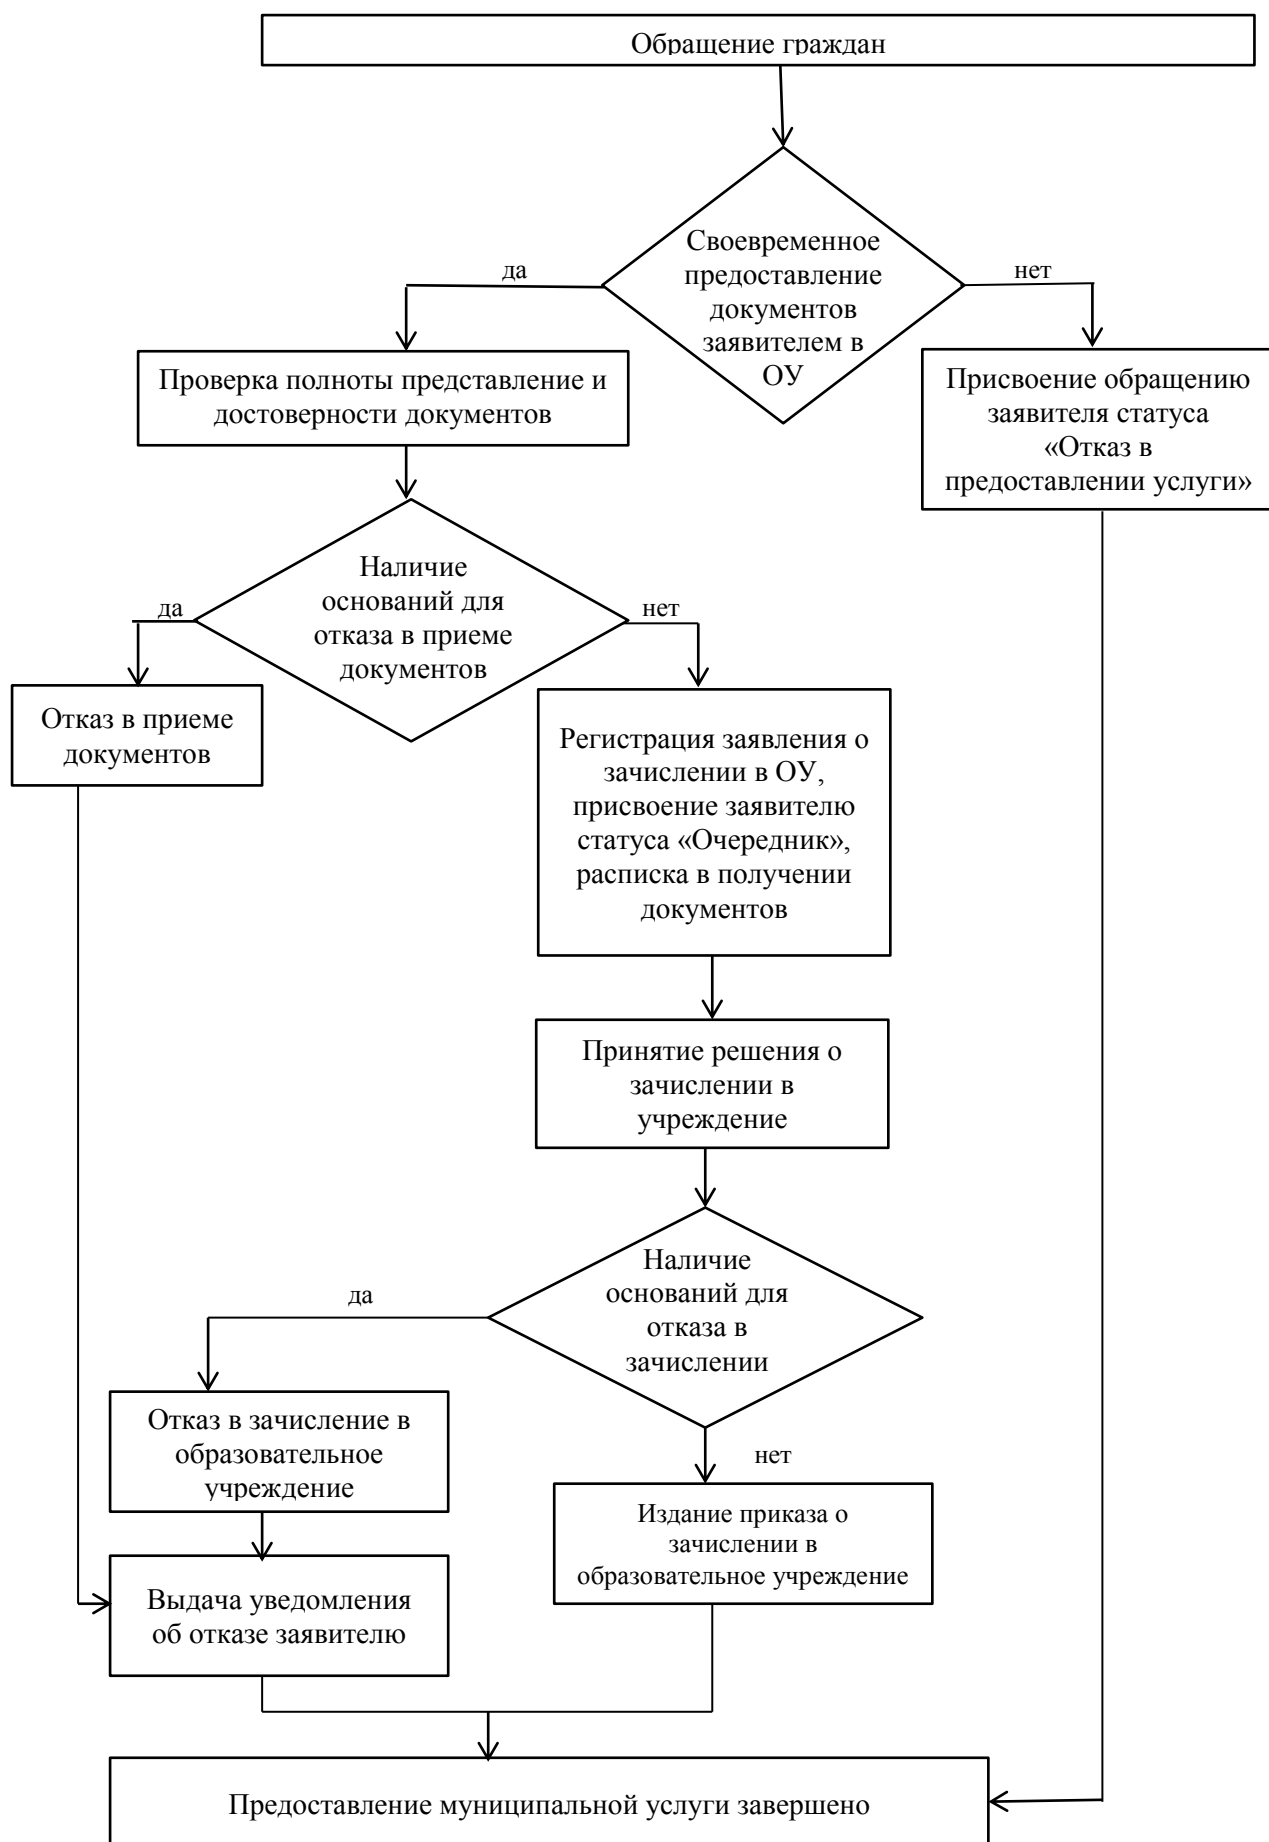 Обращение граждан
Своевременное
предоставление
документов
заявителем в
ОУ
да
нет
Проверка полноты представление и
достоверности документов
Присвоение обращению
заявителя статуса
«Отказ в
предоставлении услуги»
Наличие
оснований для
отказа в приеме
документов
да
нет
Отказ в приеме
документов
Регистрация заявления о
зачислении в ОУ,
присвоение заявителю
статуса «Очередник»,
расписка в получении
документов
Принятие решения о
зачислении в
учреждение
Наличие
оснований для
отказа в
зачислении
да
нет
Отказ в зачисление в
образовательное
учреждение
Издание приказа о
зачислении в
образовательное учреждение
Выдача уведомления
об отказе заявителю
Предоставление муниципальной услуги завершено